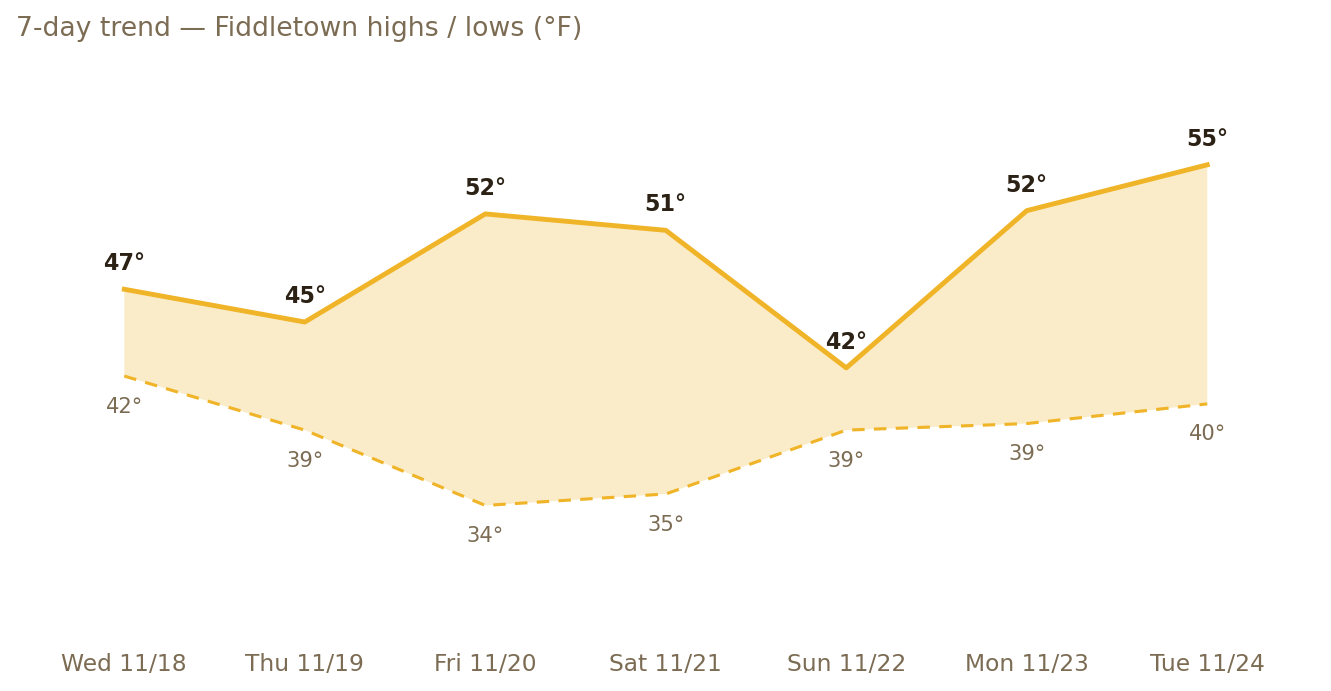 7-day trend — Fiddletown highs / lows (°F)
47° 45° 52° 51° 42° 52° 55°
42° 39° 34° 35° 39° 39° 40°
Wed 11/18 Thu 11/19 Fri 11/20 Sat 11/21 Sun 11/22 Mon 11/23 Tue 11/24